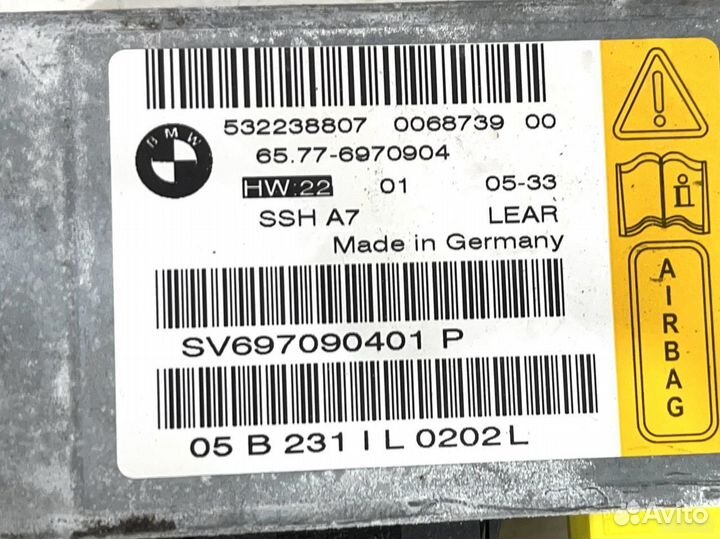 532238807 0068739 00
BMW
65.77-6970904
HW:22 01 05-33
SSH A7 LEAR
Made in Germany
SV697090401 P
05 B 231 I L 0202 L
i
AIRBAG
Avito